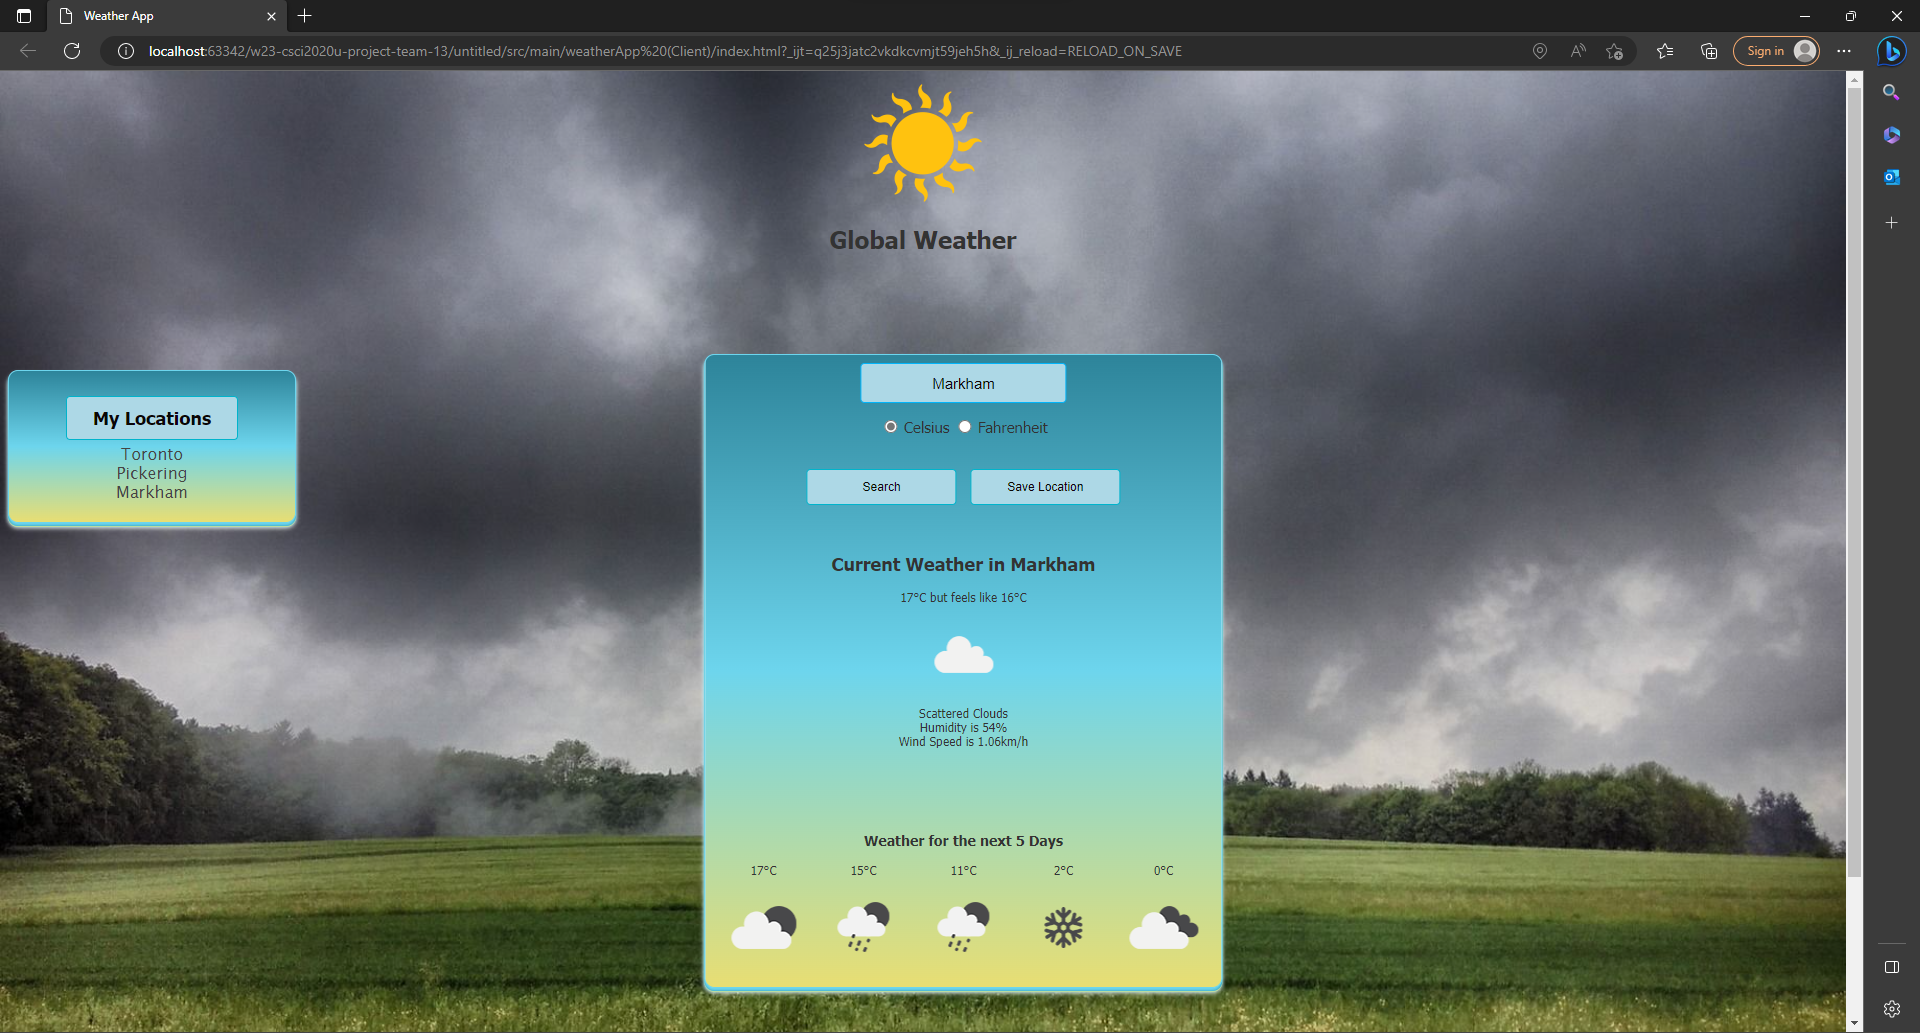 Weather App
localhost:63342/w23-csci2020u-project-team-13/untitled/src/main/weatherApp%20(Client)/index.html?_ijt=q25j3jatc2vkdkcvmjt59jeh5h&_ij_reload=RELOAD_ON_SAVE
Sign in
Global Weather
My Locations
Toronto
Pickering
Markham
Markham
Celsius Fahrenheit
Search Save Location
Current Weather in Markham
17°C but feels like 16°C
Scattered Clouds
Humidity is 54%
Wind Speed is 1.06km/h
Weather for the next 5 Days
17°C 15°C 11°C 2°C 0°C